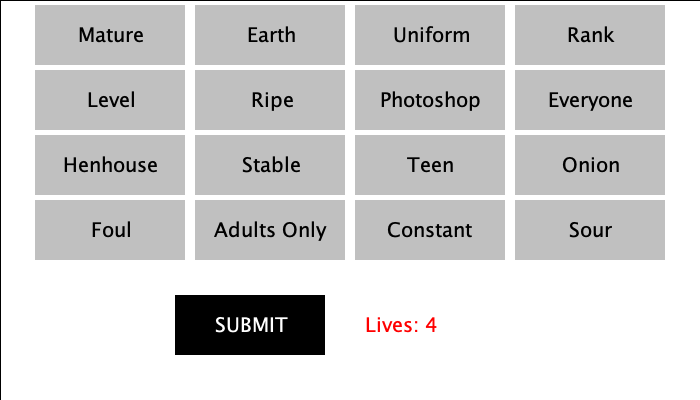 Mature Earth Uniform Rank
Level Ripe Photoshop Everyone
Henhouse Stable Teen Onion
Foul Adults Only Constant Sour
SUBMIT Lives: 4